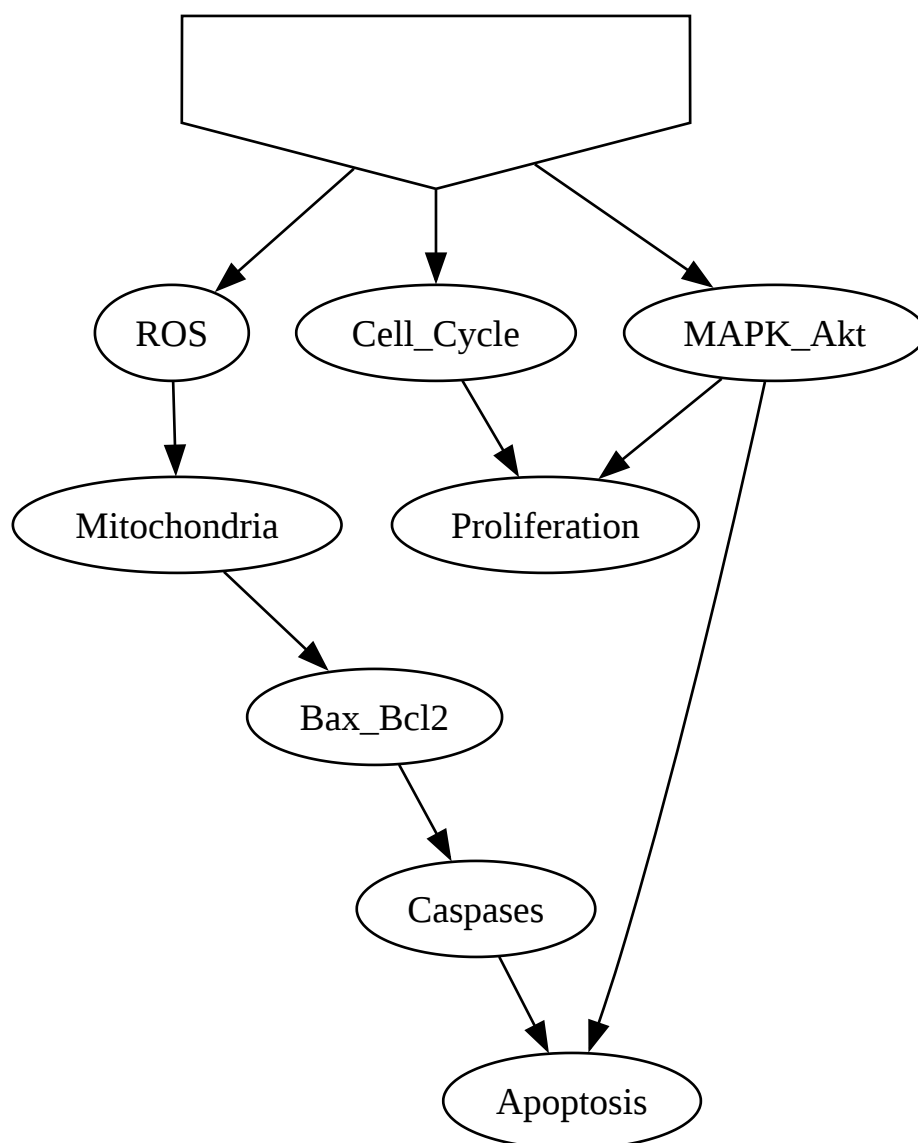 ROS
Cell_Cycle
MAPK_Akt
Mitochondria
Proliferation
Bax_Bcl2
Caspases
Apoptosis